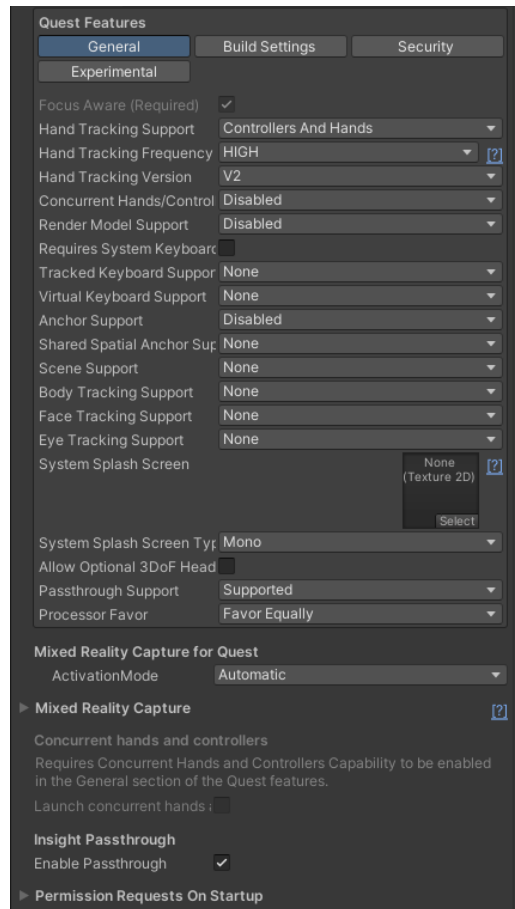 Quest Features
General Build Settings Security
Experimental
Focus Aware (Required)
Hand Tracking Support Controllers And Hands
Hand Tracking Frequency HIGH [?]
Hand Tracking Version V2
Concurrent Hands/Control Disabled
Render Model Support Disabled
Requires System Keyboard
Tracked Keyboard Suppor None
Virtual Keyboard Support None
Anchor Support Disabled
Shared Spatial Anchor Sup None
Scene Support None
Body Tracking Support None
Face Tracking Support None
Eye Tracking Support None
System Splash Screen None [?]
(Texture 2D)
Select
System Splash Screen Typ Mono
Allow Optional 3DoF Head
Passthrough Support Supported
Processor Favor Favor Equally
Mixed Reality Capture for Quest
ActivationMode Automatic
Mixed Reality Capture [?]
Concurrent hands and controllers
Requires Concurrent Hands and Controllers Capability to be enabled
in the General section of the Quest features.
Launch concurrent hands a
Insight Passthrough
Enable Passthrough
Permission Requests On Startup